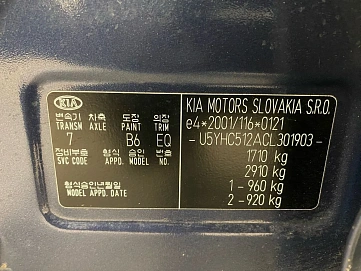 KIA
변속기 차축 도장 의장
TRANSM AXLE PAINT TRIM
7 B6 EQ
정비부호 형식 승인 번호
SVC CODE APPD. MODEL NO.
형식승인년월일
MODEL APPD. DATE
KIA MOTORS SLOVAKIA S.R.O.
e4*2001/116*0121
- U5YHC512ACL301903 -
1710 kg
2910 kg
1 - 960 kg
2 - 920 kg